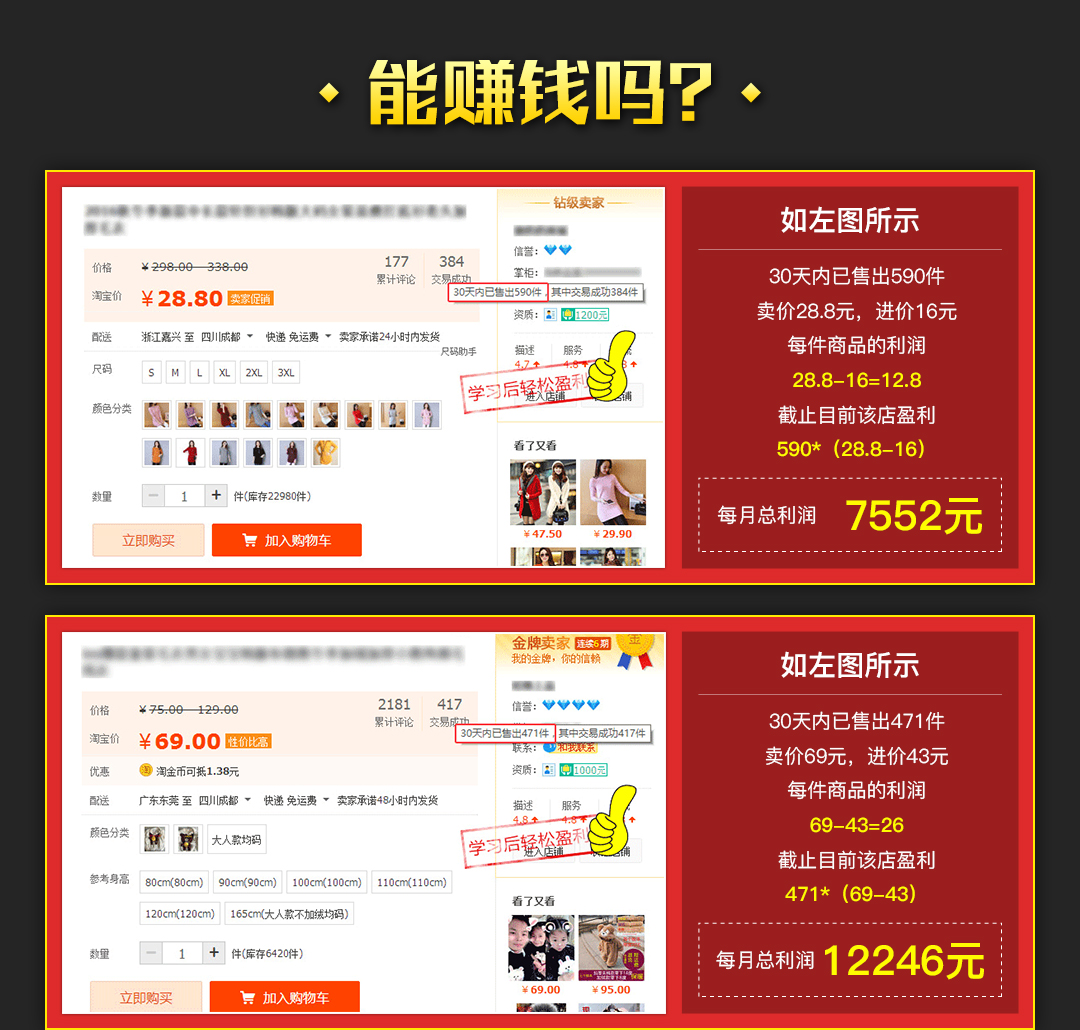 能赚钱吗?
钻级卖家
信誉:
掌柜:
价格 ¥ 298.00 - 338.00
淘宝价 ¥ 28.80 卖家促销
177 384
累计评论 交易成功
30天内已售出590件,其中交易成功384件
资质: 1200元
配送 浙江嘉兴 至 四川成都 快递 免运费 卖家承诺24小时内发货
尺码助手
描述 服务
4.7 4.8
学习后轻松盈利
进入店铺
尺码 S M L XL 2XL 3XL
颜色分类
看了又看
数量 1 件(库存22980件)
立即购买 加入购物车
¥ 47.50 ¥ 29.90
如左图所示
30天内已售出590件
卖价28.8元，进价16元
每件商品的利润
28.8-16=12.8
截止目前该店盈利
590*（28.8-16）
每月总利润 7552元
金牌卖家 连续6期
我的金牌，你的信赖
信誉:
价格 ¥ 75.00 - 129.00
淘宝价 ¥ 69.00 性价比高
2181 417
累计评论 交易成功
30天内已售出471件,其中交易成功417件
联系: 和我联系
资质: 1000元
优惠 淘金币可抵1.38元
配送 广东东莞 至 四川成都 快递 免运费 卖家承诺48小时内发货
描述 服务
4.8 4.8
学习后轻松盈利
进入店铺
颜色分类 大人款均码
参考身高 80cm(80cm) 90cm(90cm) 100cm(100cm) 110cm(110cm)
120cm(120cm) 165cm(大人款不加绒均码)
看了又看
数量 1 件(库存6420件)
立即购买 加入购物车
¥ 69.00 ¥ 95.00
如左图所示
30天内已售出471件
卖价69元，进价43元
每件商品的利润
69-43=26
截止目前该店盈利
471*（69-43）
每月总利润 12246元